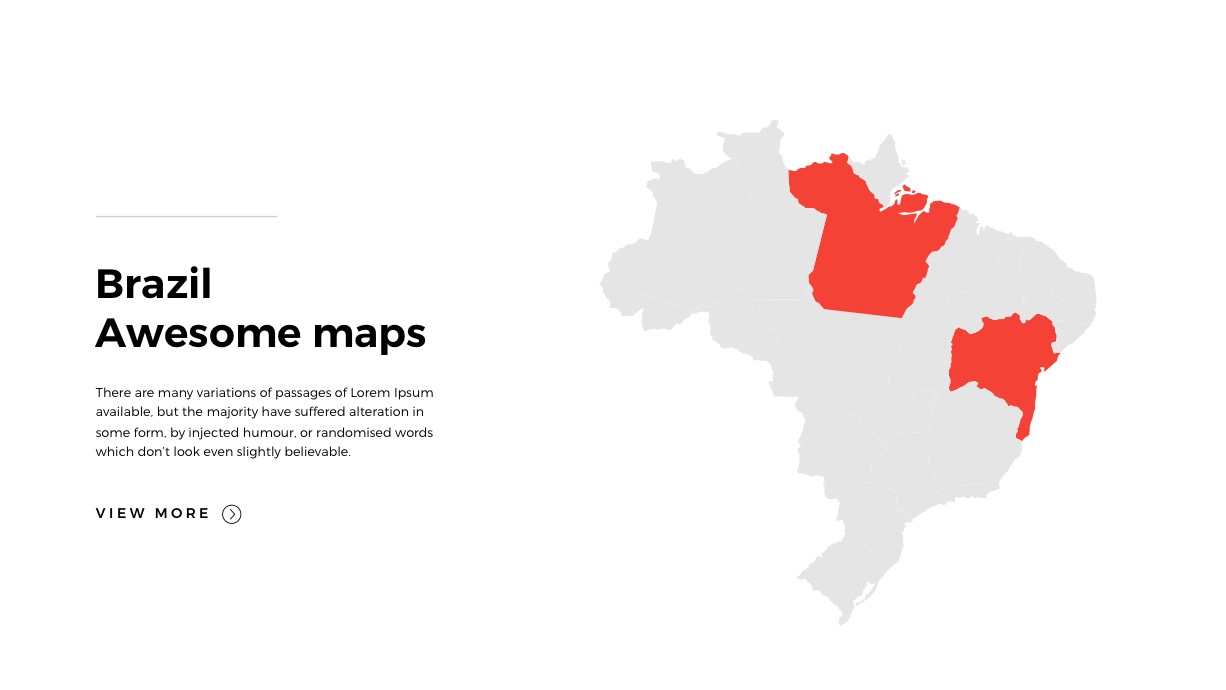 Brazil
Awesome maps
There are many variations of passages of Lorem Ipsum
available, but the majority have suffered alteration in
some form, by injected humour, or randomised words
which don't look even slightly believable.
VIEW MORE